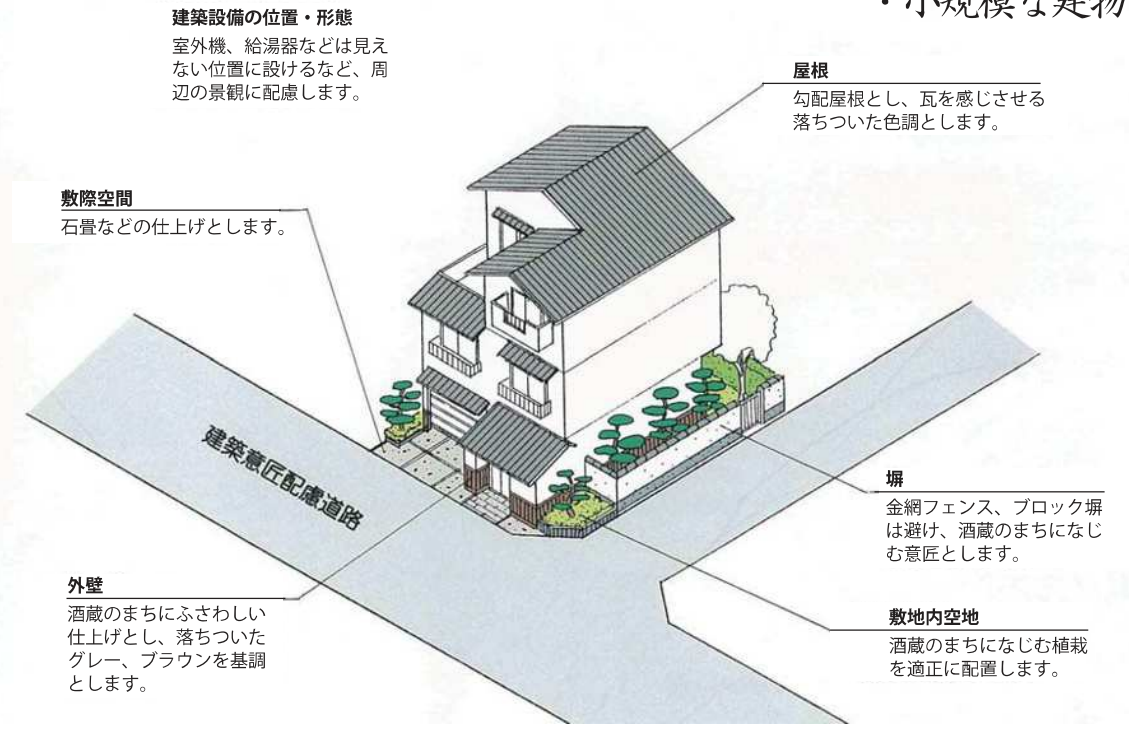 ・小規模な建物
建築設備の位置・形態
室外機、給湯器などは見え
ない位置に設けるなど、周
辺の景観に配慮します。
屋根
勾配屋根とし、瓦を感じさせる
落ちついた色調とします。
敷際空間
石畳などの仕上げとします。
建築意匠配慮道路
塀
金網フェンス、ブロック塀
は避け、酒蔵のまちになじ
む意匠とします。
外壁
酒蔵のまちにふさわしい
仕上げとし、落ちついた
グレー、ブラウンを基調
とします。
敷地内空地
酒蔵のまちになじむ植栽
を適正に配置します。